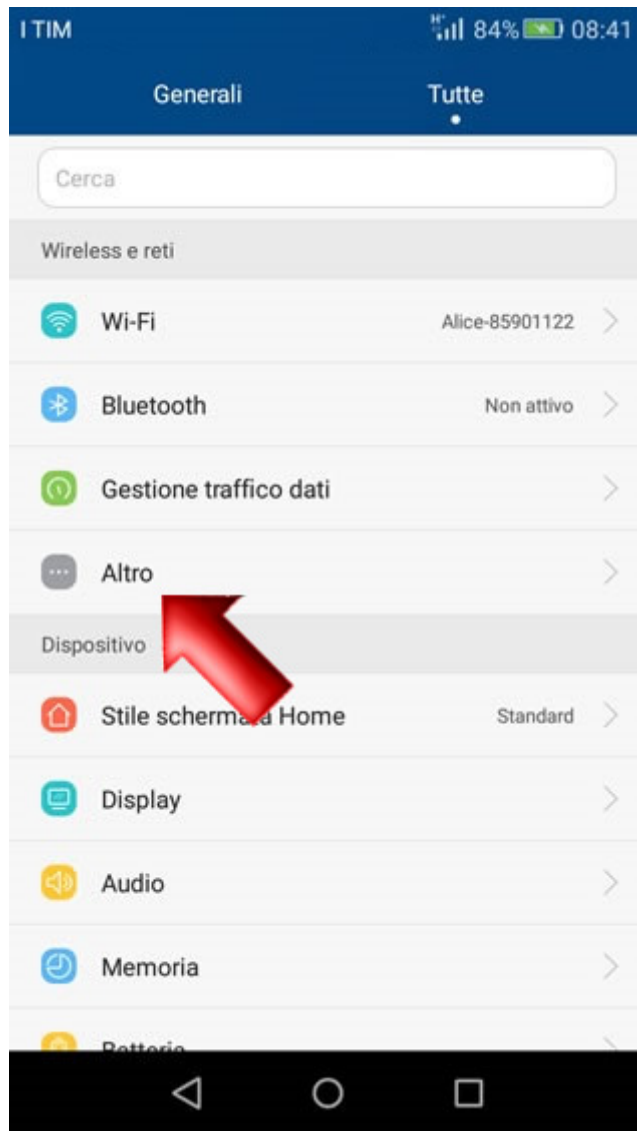 I TIM 84% 08:41
Generali Tutte
Cerca
Wireless e reti
Wi-Fi Alice-85901122
Bluetooth Non attivo
Gestione traffico dati
Altro
Dispositivo
Stile schermata Home Standard
Display
Audio
Memoria
Batteria